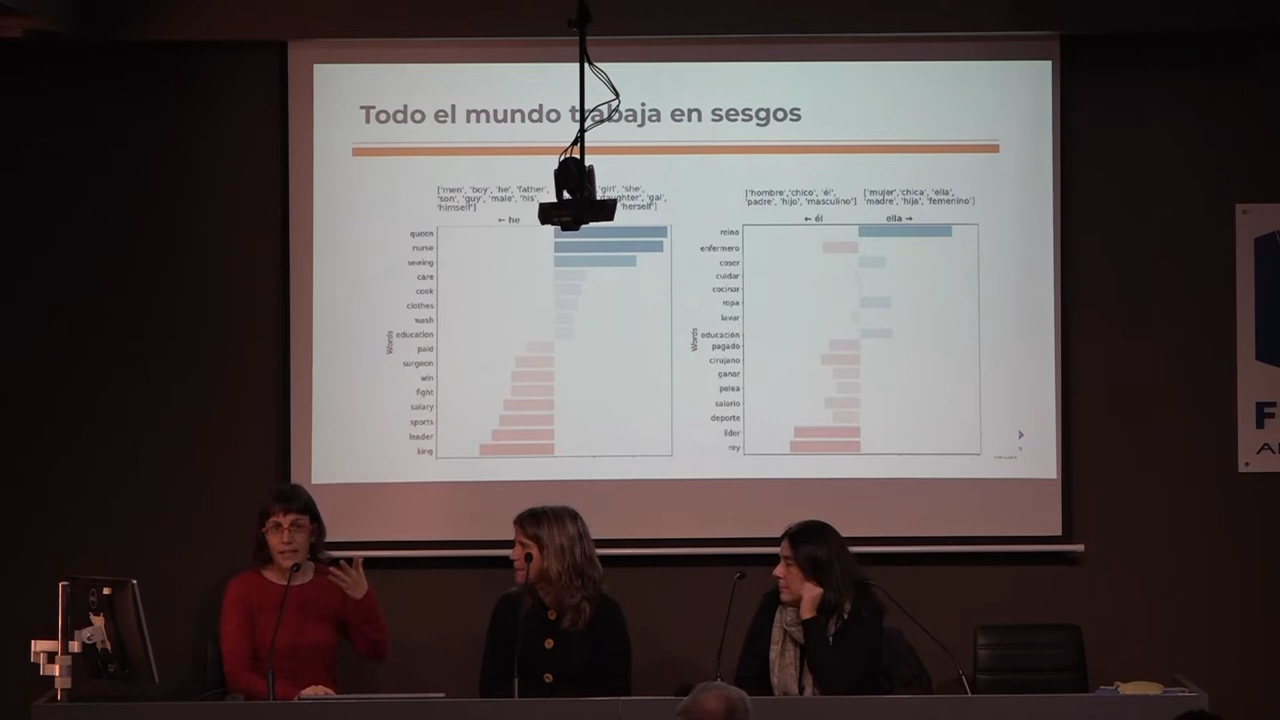 Todo el mundo trabaja en sesgos
['men', 'boy', 'he', 'father',
'son', 'guy', 'male', 'his',
'himself']
'girl', 'she',
'daughter', 'gal',
'herself']
← he
queen
nurse
sewing
care
cook
clothes
wash
education
paid
surgeon
win
fight
salary
sports
leader
king
Words
['hombre','chico', 'él',
'padre', 'hijo', 'masculino']
['mujer','chica', 'ella',
'madre', 'hija', 'femenino']
← él
ella →
reina
enfermero
coser
cuidar
cocinar
ropa
lavar
educación
pagado
cirujano
ganar
pelea
salario
deporte
líder
rey
Words
F